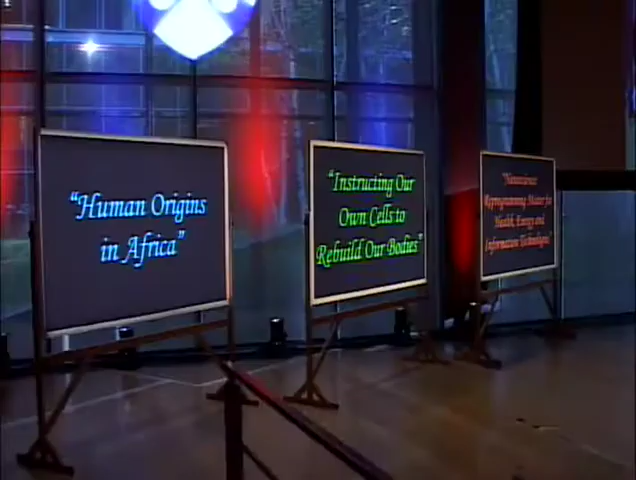 "Human Origins
in Africa"
"Instructing Our
Own Cells to
Rebuild Our Bodies"
Reprogramming Matter for
Health, Energy and
Information Technologies"